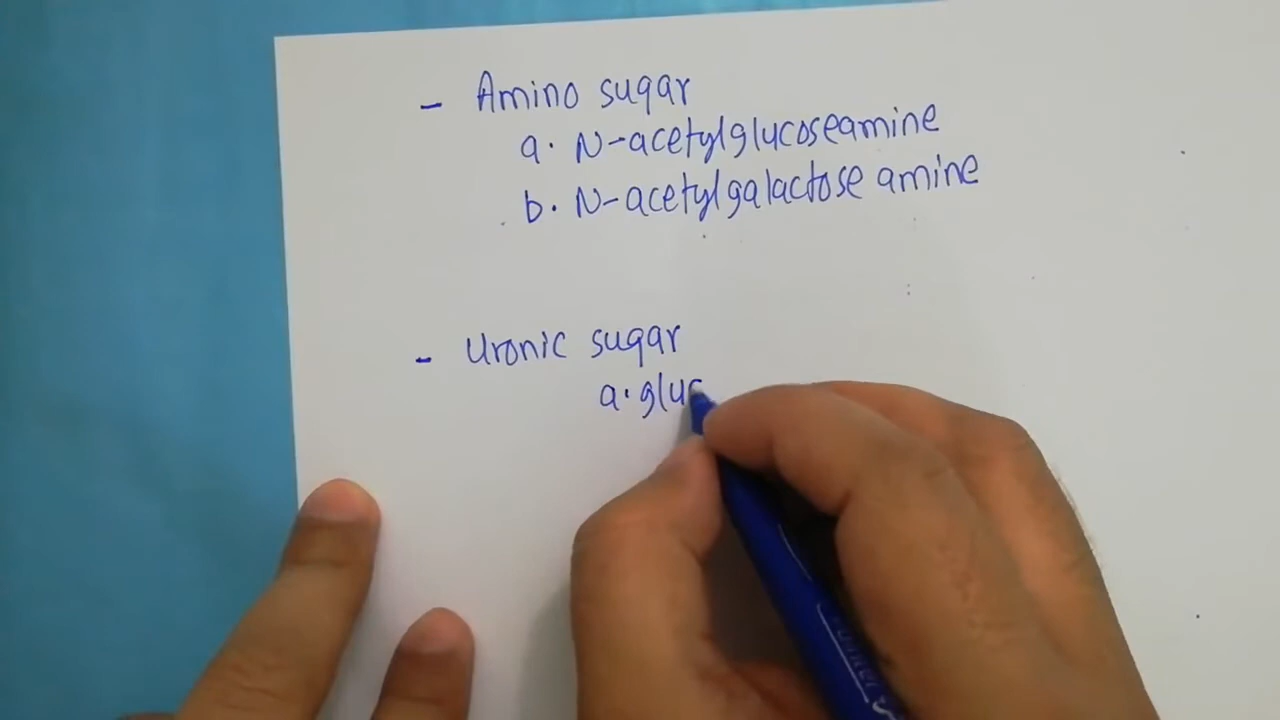 - Amino sugar
a. N-acetylglucoseamine
b. N-acetylgalactose amine
- Uronic sugar
a. gluc